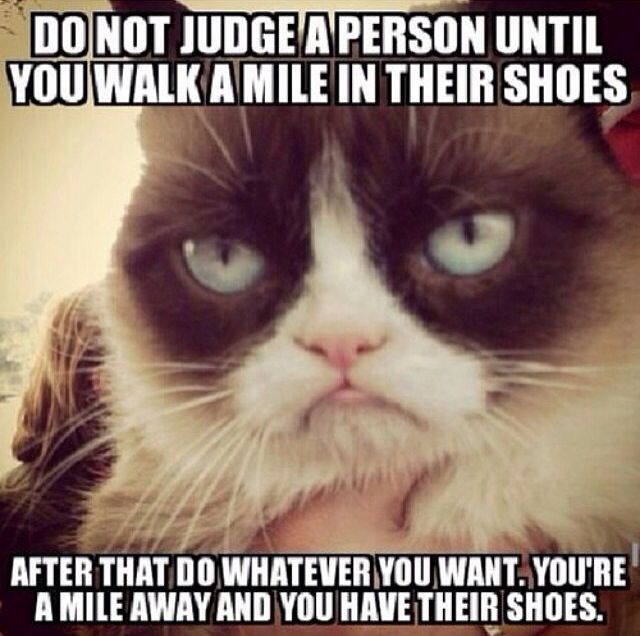 DO NOT JUDGE A PERSON UNTIL
YOU WALK A MILE IN THEIR SHOES
AFTER THAT DO WHATEVER YOU WANT. YOU'RE
A MILE AWAY AND YOU HAVE THEIR SHOES.